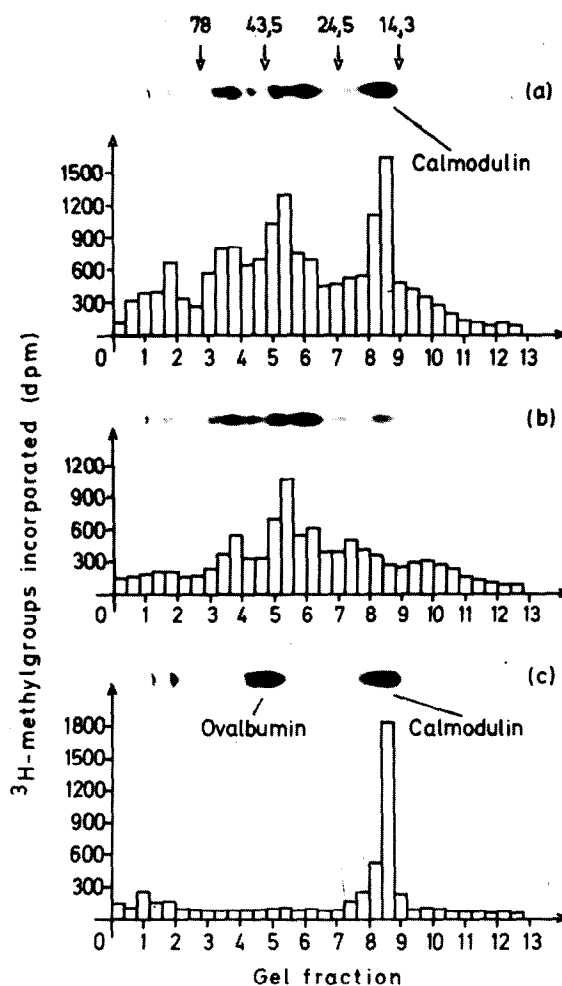 78 43,5 24,5 14,3
(a)
Calmodulin
1500
1200
900
600
300
0 1 2 3 4 5 6 7 8 9 10 11 12 13
(b)
1200
900
600
300
0 1 2 3 4 5 6 7 8 9 10 11 12 13
(c)
Ovalbumin Calmodulin
1800
1500
1200
900
600
300
0 1 2 3 4 5 6 7 8 9 10 11 12 13
Gel fraction
³H-methylgroups incorporated (dpm)